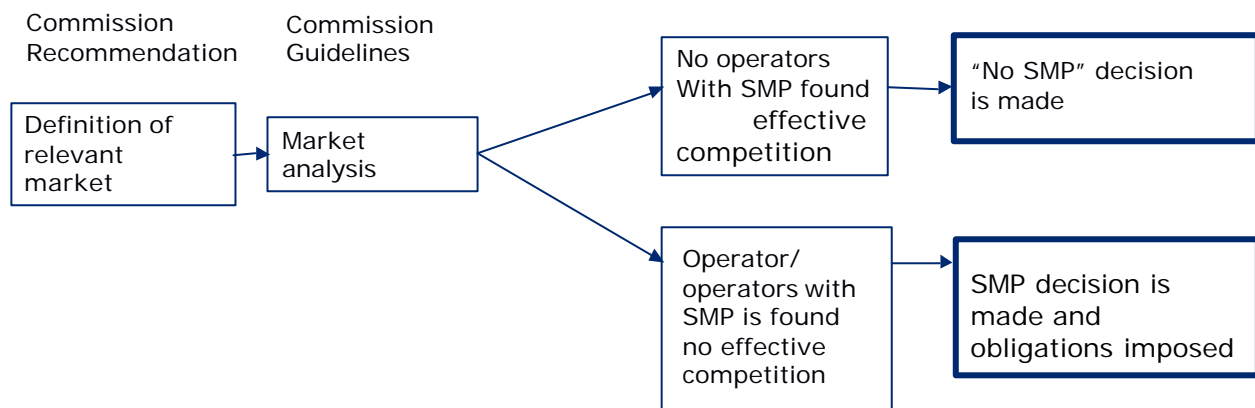 Commission
Recommendation
Commission
Guidelines
Definition of
relevant
market
Market
analysis
No operators
With SMP found
effective
competition
“No SMP” decision
is made
Operator/
operators with
SMP is found
no effective
competition
SMP decision is
made and
obligations imposed